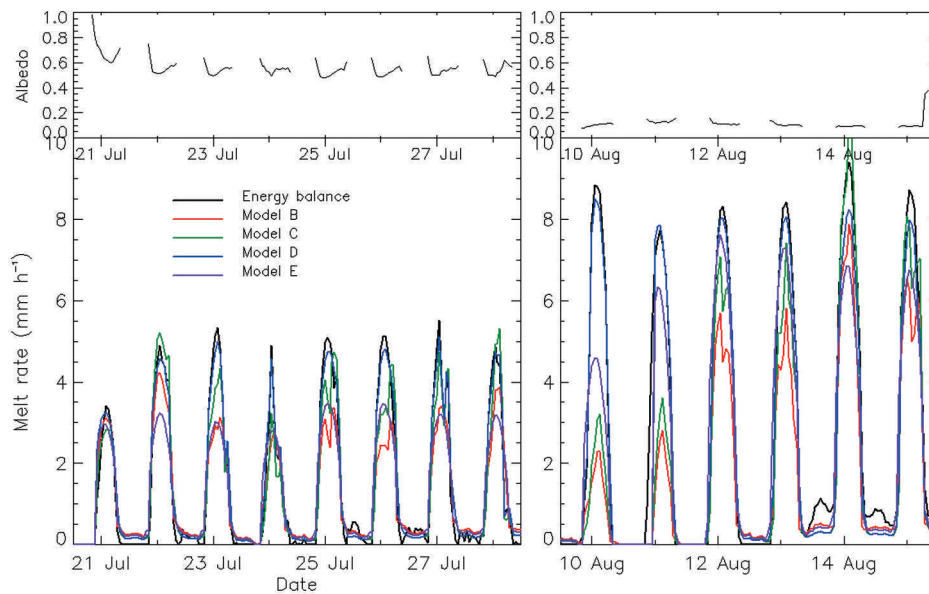 1.0
0.8
0.6
0.4
0.2
0.0
Albedo
1.0
0.8
0.6
0.4
0.2
0.0
21 Jul 23 Jul 25 Jul 27 Jul
10 Aug 12 Aug 14 Aug
Energy balance
Model B
Model C
Model D
Model E
8
6
4
2
0
Melt rate (mm h⁻¹)
10
8
6
4
2
0
21 Jul 23 Jul 25 Jul 27 Jul
Date
10 Aug 12 Aug 14 Aug
Date